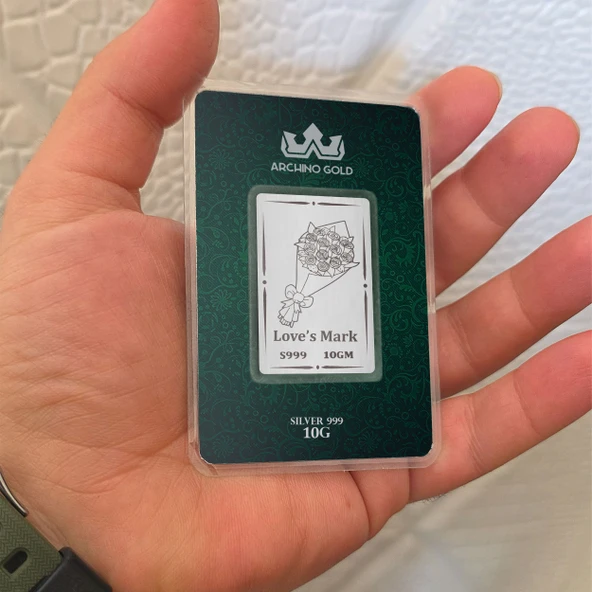 ARCHINO GOLD
Love's Mark
S999 10GM
SILVER 999
10G